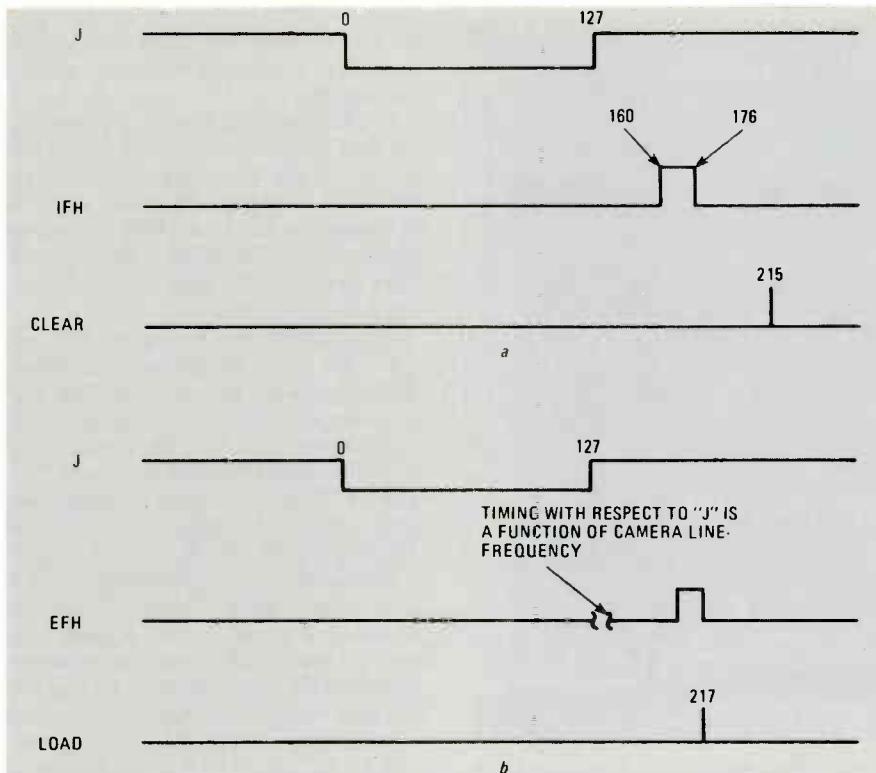 0 127
J
160 176
IFH
215
CLEAR
a
0 127
J
TIMING WITH RESPECT TO "J" IS
A FUNCTION OF CAMERA LINE-
FREQUENCY
EFH
217
LOAD
b